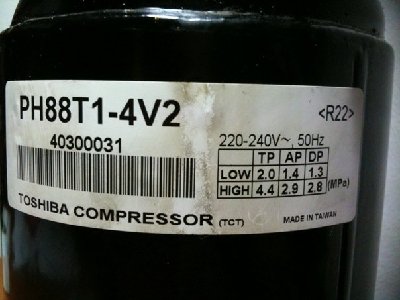 PH88T1-4V2
<R22>
40300031
220-240V~, 50Hz
TP AP DP
LOW 2.0 1.4 1.3
HIGH 4.4 2.9 2.8 (MPa)
TOSHIBA COMPRESSOR (TCT)
MADE IN TAIWAN